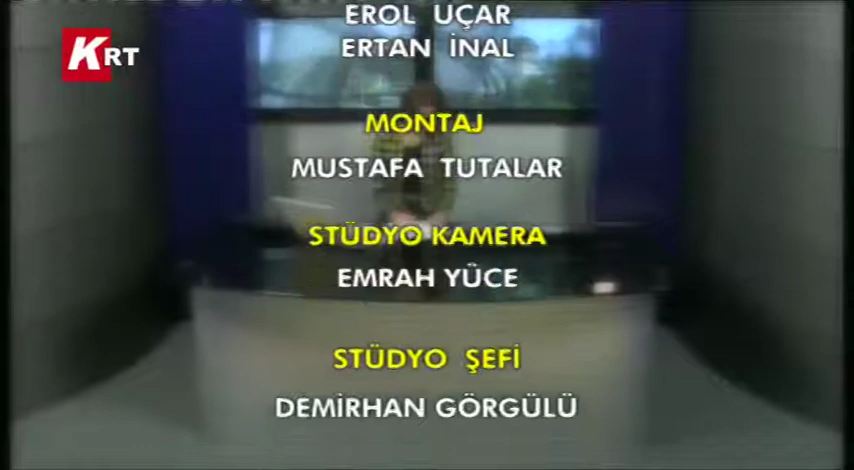 KRT
EROL UÇAR
ERTAN İNAL
MONTAJ
MUSTAFA TUTALAR
STÜDYO KAMERA
EMRAH YÜCE
STÜDYO ŞEFİ
DEMİRHAN GÖRGÜLÜ